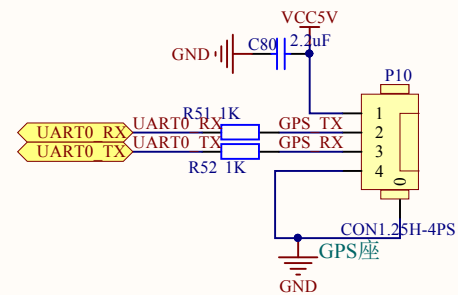 VCC5V
C80 2.2uF
GND
P10
R51 1K
1
UART0_RX UART0_RX GPS_TX 2
UART0_TX UART0_TX GPS_RX 3
R52 1K
4
0
CON1.25H-4PS
GPS座
GND